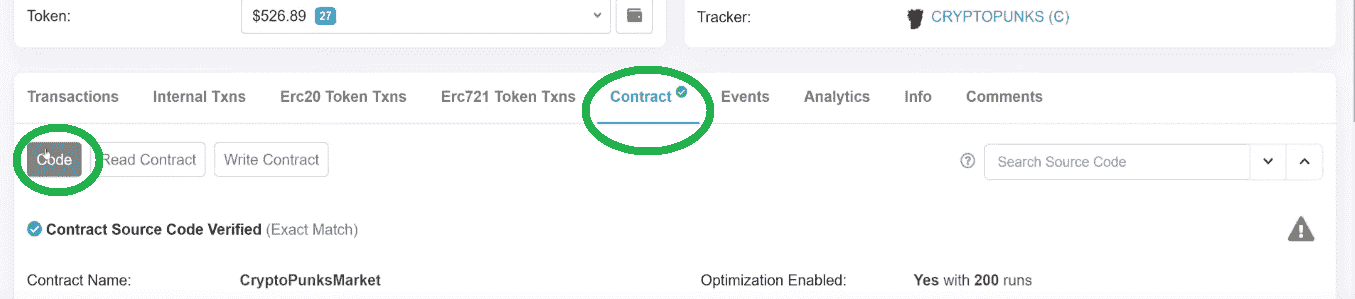 Token: $526.89 27 Tracker: CRYPTOPUNKS (C)
Transactions Internal Txns Erc20 Token Txns Erc721 Token Txns Contract Events Analytics Info Comments
Code Read Contract Write Contract Search Source Code
Contract Source Code Verified (Exact Match)
Contract Name: CryptoPunksMarket Optimization Enabled: Yes with 200 runs